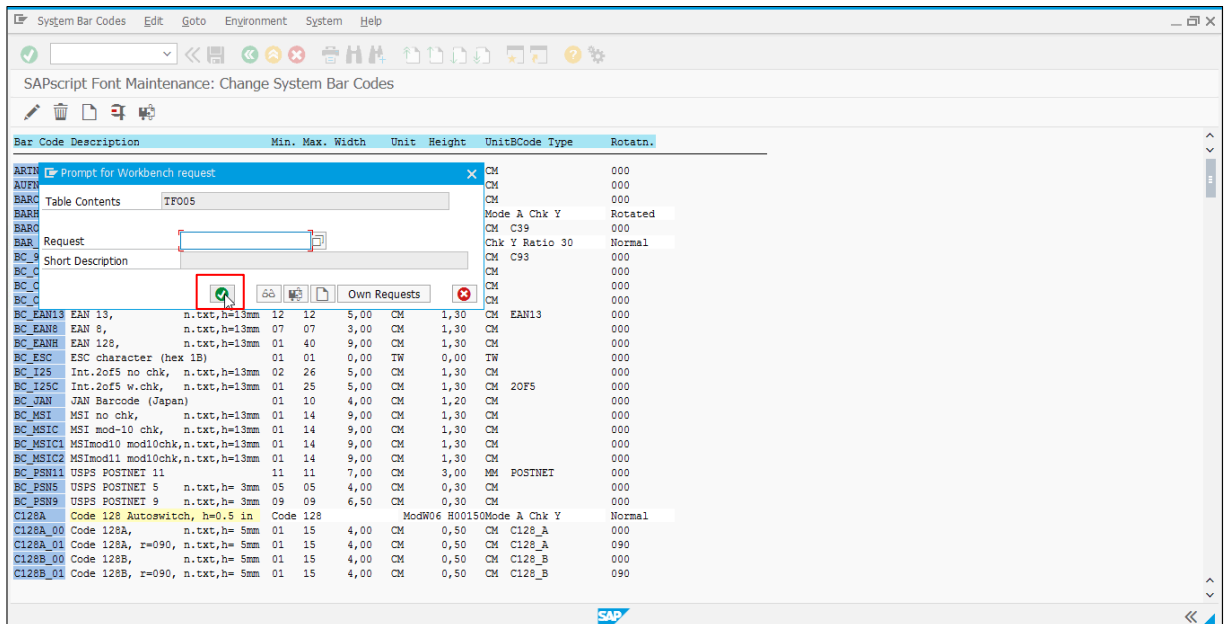 System Bar Codes Edit Goto Environment System Help
SAPscript Font Maintenance: Change System Bar Codes
Bar Code Description Min. Max. Width Unit Height UnitBCode Type Rotatn.
ARTN CM 000
AUFN CM 000
BARC CM 000
BARH Mode A Chk Y Rotated
BARC CM C39 000
BAR_ Chk Y Ratio 30 Normal
BC_9 CM C93 000
BC_C CM 000
BC_C CM 000
BC_C CM 000
Prompt for Workbench request
Table Contents TFO05
Request
Short Description
Own Requests
BC_EAN13 EAN 13, n.txt,h=13mm 12 12 5,00 CM 1,30 CM EAN13 000
BC_EAN8 EAN 8, n.txt,h=13mm 07 07 3,00 CM 1,30 CM 000
BC_EANH EAN 128, n.txt,h=13mm 01 40 9,00 CM 1,30 CM 000
BC_ESC ESC character (hex 1B) 01 01 0,00 TW 0,00 TW 000
BC_I25 Int.2of5 no chk, n.txt,h=13mm 02 26 5,00 CM 1,30 CM 000
BC_I25C Int.2of5 w.chk, n.txt,h=13mm 01 25 5,00 CM 1,30 CM 2OF5 000
BC_JAN JAN Barcode (Japan) 01 10 4,00 CM 1,20 CM 000
BC_MSI MSI no chk, n.txt,h=13mm 01 14 9,00 CM 1,30 CM 000
BC_MSIC MSI mod-10 chk, n.txt,h=13mm 01 14 9,00 CM 1,30 CM 000
BC_MSIC1 MSImod10 mod10chk,n.txt,h=13mm 01 14 9,00 CM 1,30 CM 000
BC_MSIC2 MSImod11 mod10chk,n.txt,h=13mm 01 14 9,00 CM 1,30 CM 000
BC_PSN11 USPS POSTNET 11 11 11 7,00 CM 3,00 MM POSTNET 000
BC_PSN5 USPS POSTNET 5 n.txt,h= 3mm 05 05 4,00 CM 0,30 CM 000
BC_PSN9 USPS POSTNET 9 n.txt,h= 3mm 09 09 6,50 CM 0,30 CM 000
C128A Code 128 Autoswitch, h=0.5 in Code 128 ModW06 H00150Mode A Chk Y Normal
C128A_00 Code 128A, n.txt,h= 5mm 01 15 4,00 CM 0,50 CM C128_A 000
C128A_01 Code 128A, r=090, n.txt,h= 5mm 01 15 4,00 CM 0,50 CM C128_A 090
C128B_00 Code 128B, n.txt,h= 5mm 01 15 4,00 CM 0,50 CM C128_B 000
C128B_01 Code 128B, r=090, n.txt,h= 5mm 01 15 4,00 CM 0,50 CM C128_B 090
SAP